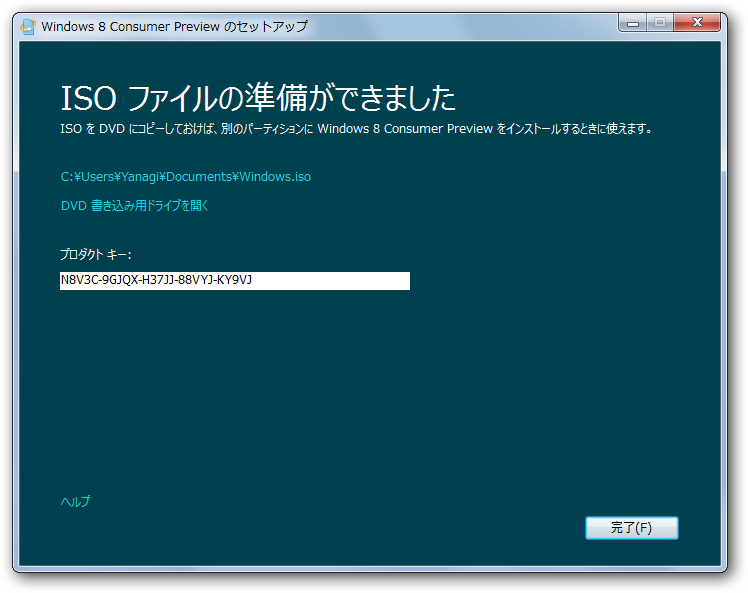 Windows 8 Consumer Preview のセットアップ
ISO ファイルの準備ができました
ISO を DVD にコピーしておけば、別のパーティションに Windows 8 Consumer Preview をインストールするときに使えます。
C:¥Users¥Yanagi¥Documents¥Windows.iso
DVD 書き込み用ドライブを開く
プロダクト キー:
N8V3C-9GJQX-H37JJ-88VYJ-KY9VJ
ヘルプ
完了(F)